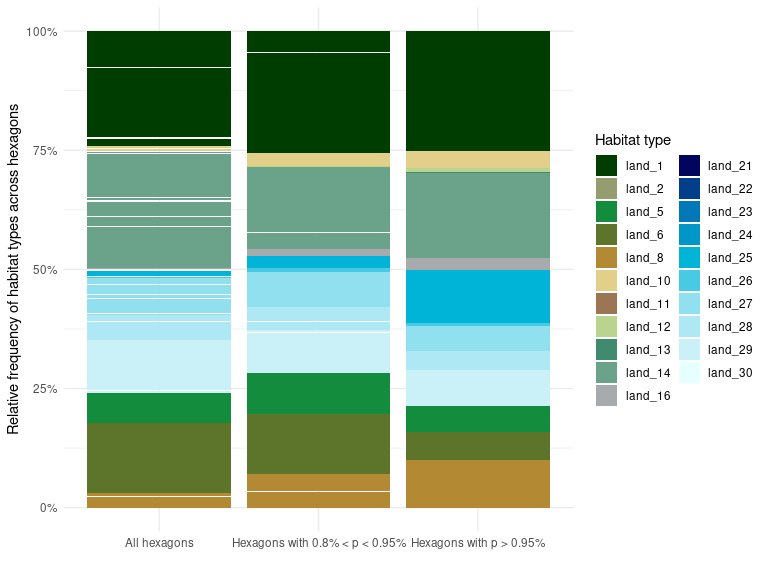 Relative frequency of habitat types across hexagons
100%
75%
50%
25%
0%
All hexagons
Hexagons with 0.8% < p < 0.95%
Hexagons with p > 0.95%
Habitat type
land_1
land_2
land_5
land_6
land_8
land_10
land_11
land_12
land_13
land_14
land_16
land_21
land_22
land_23
land_24
land_25
land_26
land_27
land_28
land_29
land_30